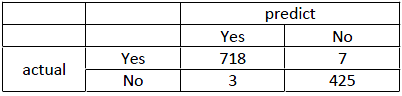 predict
Yes No
actual Yes 718 7
No 3 425